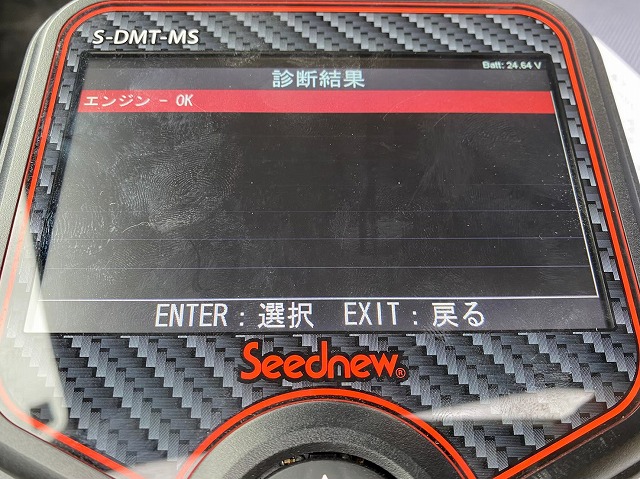 S-DMT-MS
Batt: 24.64 V
診断結果
エンジン - OK
ENTER : 選択 EXIT : 戻る
Seednew®